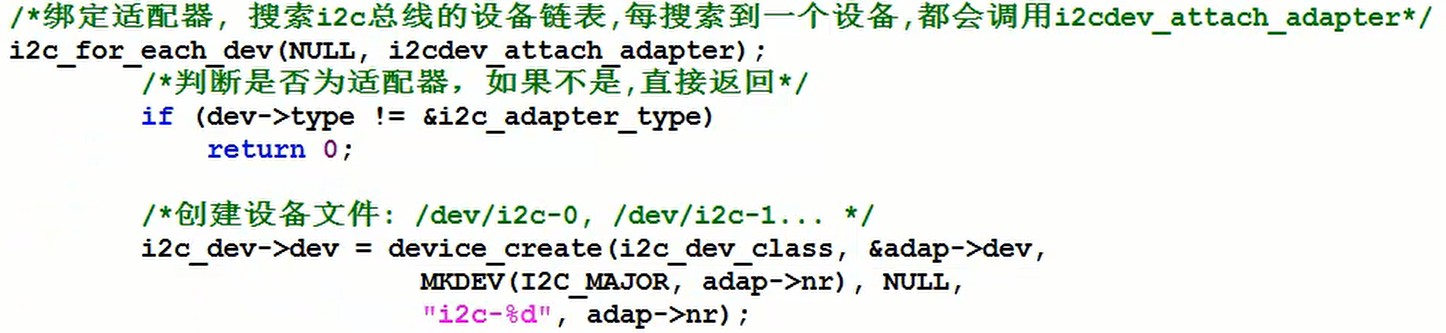 /*绑定适配器, 搜索i2c总线的设备链表,每搜索到一个设备,都会调用i2cdev_attach_adapter*/
i2c_for_each_dev(NULL, i2cdev_attach_adapter);
/*判断是否为适配器，如果不是,直接返回*/
if (dev->type != &i2c_adapter_type)
return 0;
/*创建设备文件: /dev/i2c-0, /dev/i2c-1... */
i2c_dev->dev = device_create(i2c_dev_class, &adap->dev,
MKDEV(I2C_MAJOR, adap->nr), NULL,
"i2c-%d", adap->nr);